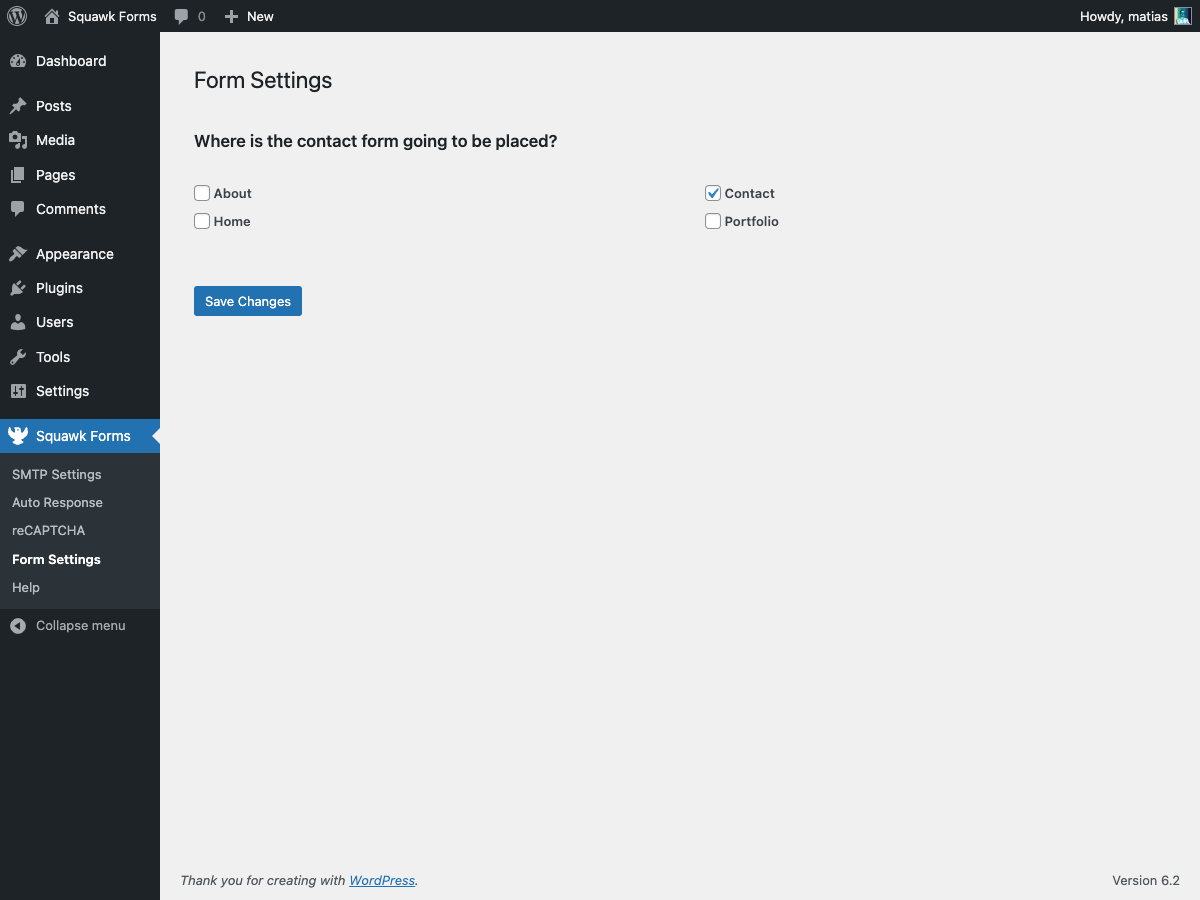 Squawk Forms 0 New Howdy, matias
Dashboard
Posts
Media
Pages
Comments
Appearance
Plugins
Users
Tools
Settings
Squawk Forms
SMTP Settings
Auto Response
reCAPTCHA
Form Settings
Help
Collapse menu
Form Settings
Where is the contact form going to be placed?
About
Contact
Home
Portfolio
Save Changes
Thank you for creating with WordPress.
Version 6.2